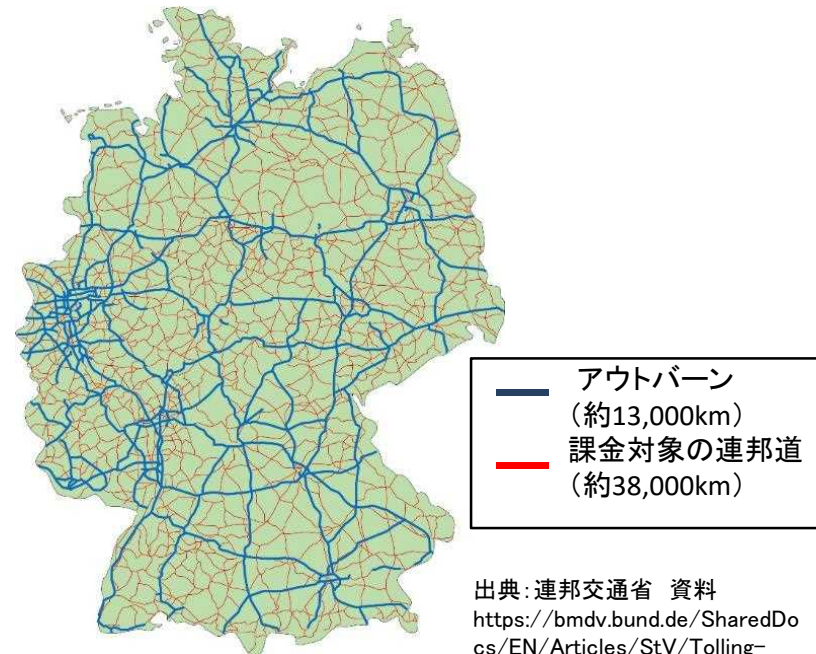 アウトバーン
（約13,000km）
課金対象の連邦道
（約38,000km）
出典：連邦交通省　資料
https://bmdv.bund.de/SharedDo
cs/EN/Articles/StV/Tolling-